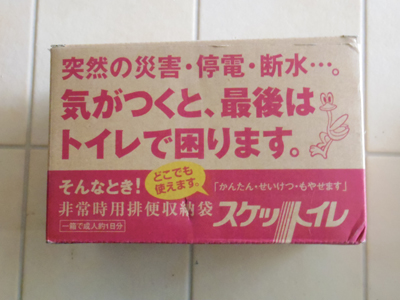 突然の災害・停電・断水…。
気がつくと、最後は
トイレで困ります。
そんなとき!
どこでも
使えます。
「かんたん・せいけつ・もやせます」
非常時用排便収納袋
スケットイレ
一箱で成人約1日分